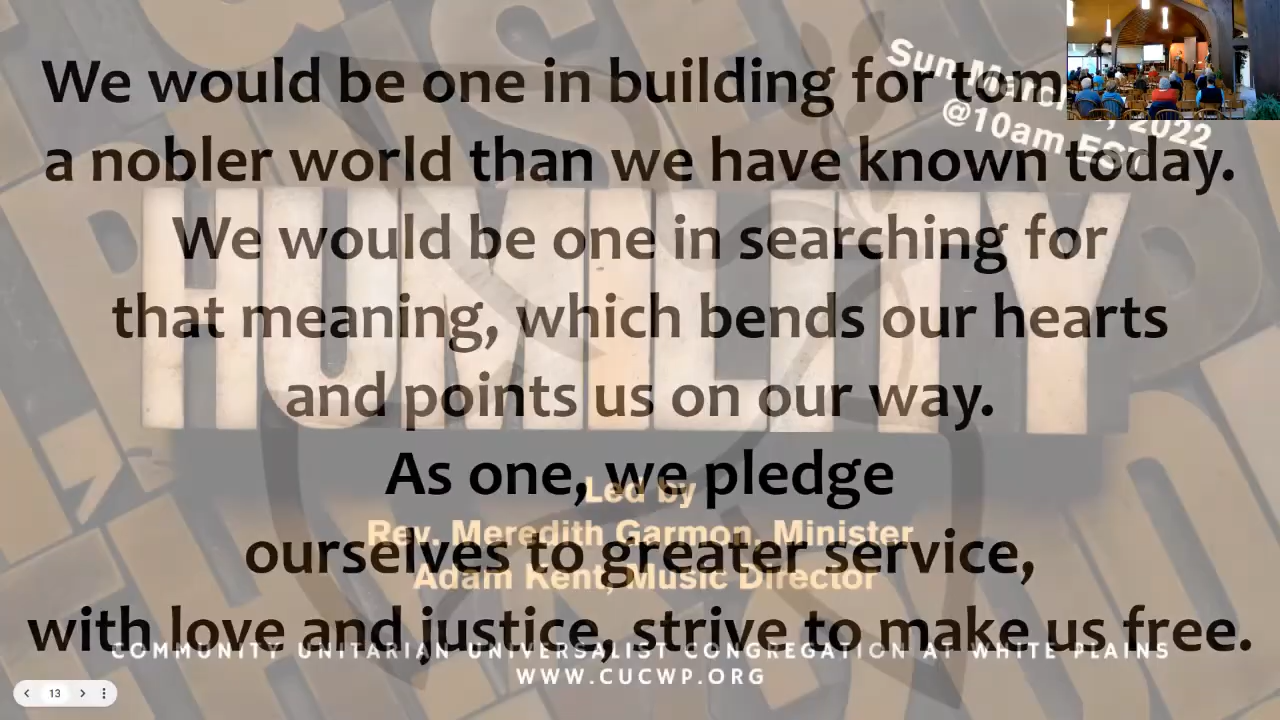 We would be one in building for tom
a nobler world than we have known today.
We would be one in searching for
that meaning, which bends our hearts
and points us on our way.
As one, we pledge
ourselves to greater service,
with love and justice, strive to make us free.
Sun March , 2022
@10am EST
HUMILITY
Led by
Rev. Meredith Garmon, Minister
Adam Kent, Music Director
COMMUNITY UNITARIAN UNIVERSALIST CONGREGATION AT WHITE PLAINS
WWW.CUCWP.ORG
13